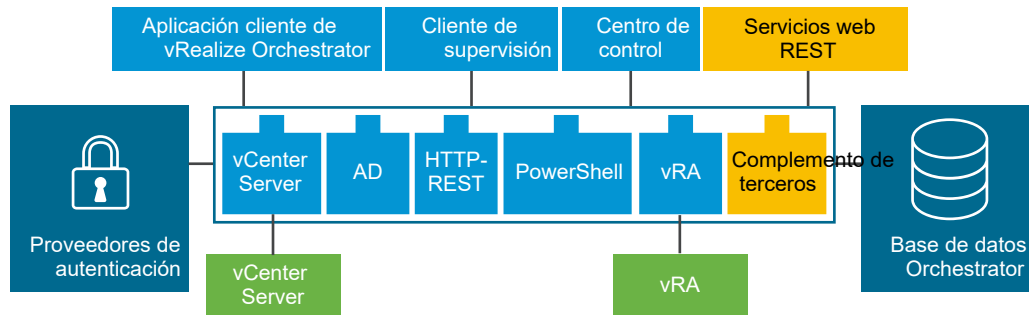 Aplicación cliente de
vRealize Orchestrator
Cliente de
supervisión
Centro de
control
Servicios web
REST
Proveedores de
autenticación
vCenter
Server
AD
HTTP-
REST
PowerShell
vRA
Complemento de
terceros
Base de datos
Orchestrator
vCenter
Server
vRA